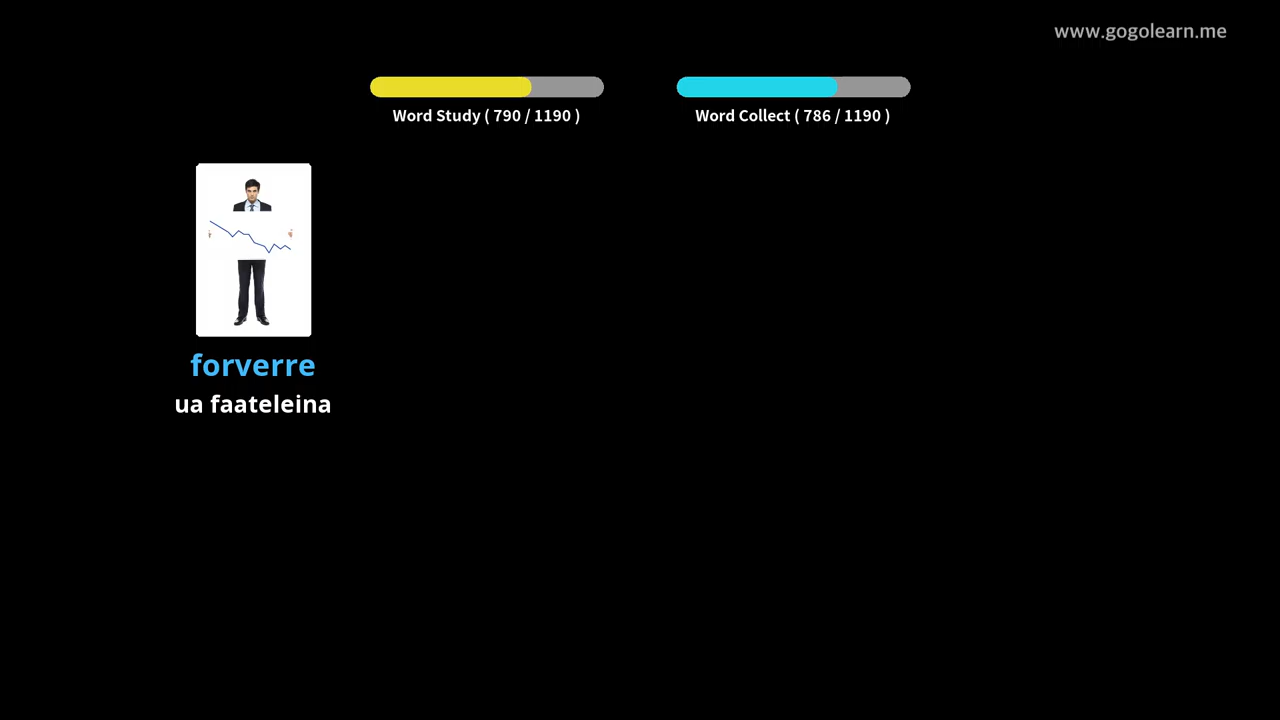 www.gogolearn.me
Word Study ( 790 / 1190 )
Word Collect ( 786 / 1190 )
forverre
ua faateleina